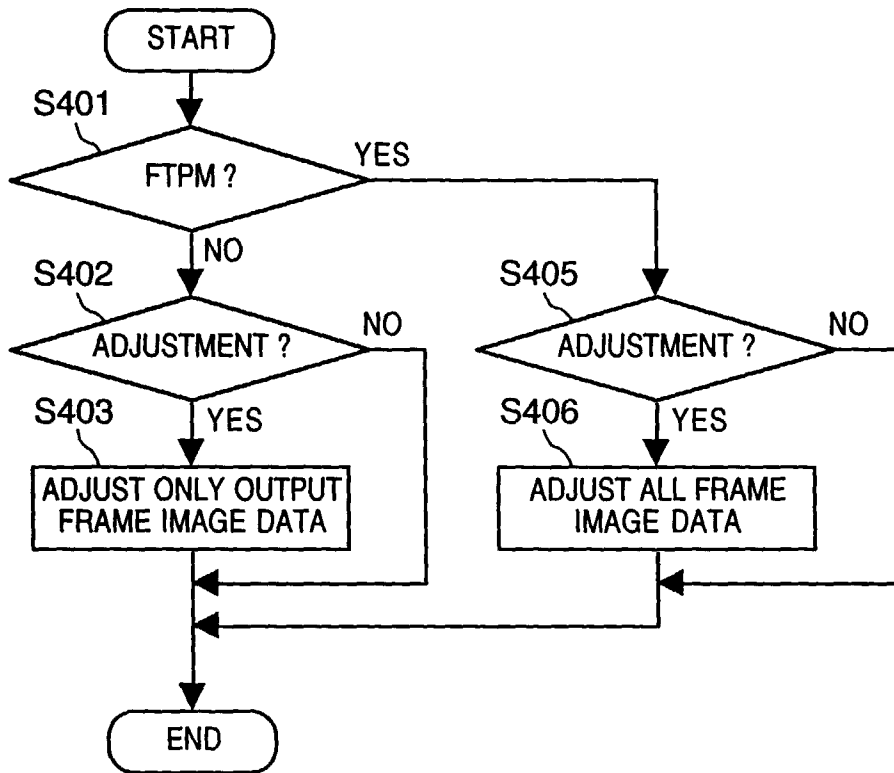 START
S401
FTPM ?
YES
NO
S402
ADJUSTMENT ?
NO
YES
S403
ADJUST ONLY OUTPUT
FRAME IMAGE DATA
S405
ADJUSTMENT ?
NO
YES
S406
ADJUST ALL FRAME
IMAGE DATA
END